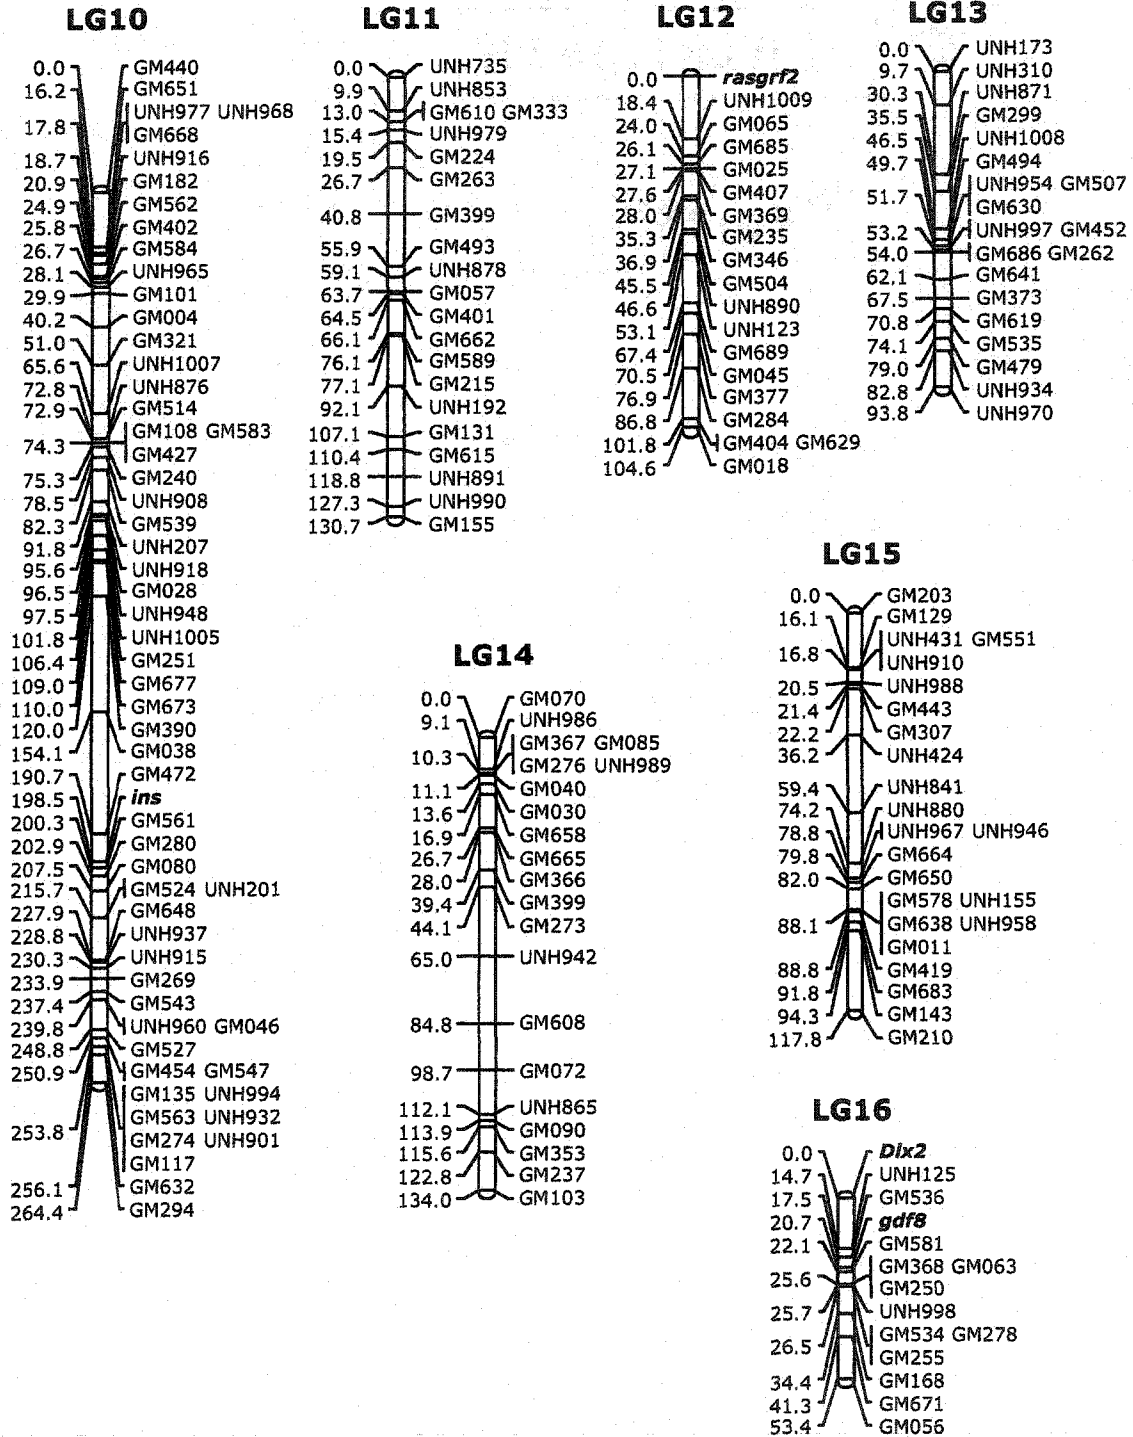 LG10
0.0 GM440
16.2 GM651
17.8 UNH977 UNH968
GM668
18.7 UNH916
20.9 GM182
24.9 GM562
25.8 GM402
26.7 GM584
28.1 UNH965
29.9 GM101
40.2 GM004
51.0 GM321
65.6 UNH1007
72.8 UNH876
72.9 GM514
74.3 GM108 GM583
GM427
75.3 GM240
78.5 UNH908
82.3 GM539
91.8 UNH207
95.6 UNH918
96.5 GM028
97.5 UNH948
101.8 UNH1005
106.4 GM251
109.0 GM677
110.0 GM673
120.0 GM390
154.1 GM038
190.7 GM472
198.5 ins
200.3 GM561
202.9 GM280
207.5 GM080
215.7 GM524 UNH201
227.9 GM648
228.8 UNH937
230.3 UNH915
233.9 GM269
237.4 GM543
239.8 UNH960 GM046
248.8 GM527
250.9 GM454 GM547
253.8 GM135 UNH994
GM563 UNH932
GM274 UNH901
GM117
256.1 GM632
264.4 GM294
LG11
0.0 UNH735
9.9 UNH853
13.0 GM610 GM333
15.4 UNH979
19.5 GM224
26.7 GM263
40.8 GM399
55.9 GM493
59.1 UNH878
63.7 GM057
64.5 GM401
66.1 GM662
76.1 GM589
77.1 GM215
92.1 UNH192
107.1 GM131
110.4 GM615
118.8 UNH891
127.3 UNH990
130.7 GM155
LG12
0.0 rasgrf2
18.4 UNH1009
24.0 GM065
26.1 GM685
27.1 GM025
27.6 GM407
28.0 GM369
35.3 GM235
36.9 GM346
45.5 GM504
46.6 UNH890
53.1 UNH123
67.4 GM689
70.5 GM045
76.9 GM377
86.8 GM284
101.8 GM404 GM629
104.6 GM018
LG13
0.0 UNH173
9.7 UNH310
30.3 UNH871
35.5 GM299
46.5 UNH1008
49.7 GM494
51.7 UNH954 GM507
GM630
53.2 UNH997 GM452
54.0 GM686 GM262
62.1 GM641
67.5 GM373
70.8 GM619
74.1 GM535
79.0 GM479
82.8 UNH934
93.8 UNH970
LG14
0.0 GM070
9.1 UNH986
10.3 GM367 GM085
GM276 UNH989
11.1 GM040
13.6 GM030
16.9 GM658
26.7 GM665
28.0 GM366
39.4 GM399
44.1 GM273
65.0 UNH942
84.8 GM608
98.7 GM072
112.1 UNH865
113.9 GM090
115.6 GM353
122.8 GM237
134.0 GM103
LG15
0.0 GM203
16.1 GM129
16.8 UNH431 GM551
UNH910
20.5 UNH988
21.4 GM443
22.2 GM307
36.2 UNH424
59.4 UNH841
74.2 UNH880
78.8 UNH967 UNH946
79.8 GM664
82.0 GM650
88.1 GM578 UNH155
GM638 UNH958
GM011
88.8 GM419
91.8 GM683
94.3 GM143
117.8 GM210
LG16
0.0 Dlx2
14.7 UNH125
17.5 GM536
20.7 gdf8
22.1 GM581
25.6 GM368 GM063
GM250
25.7 UNH998
26.5 GM534 GM278
GM255
34.4 GM168
41.3 GM671
53.4 GM056